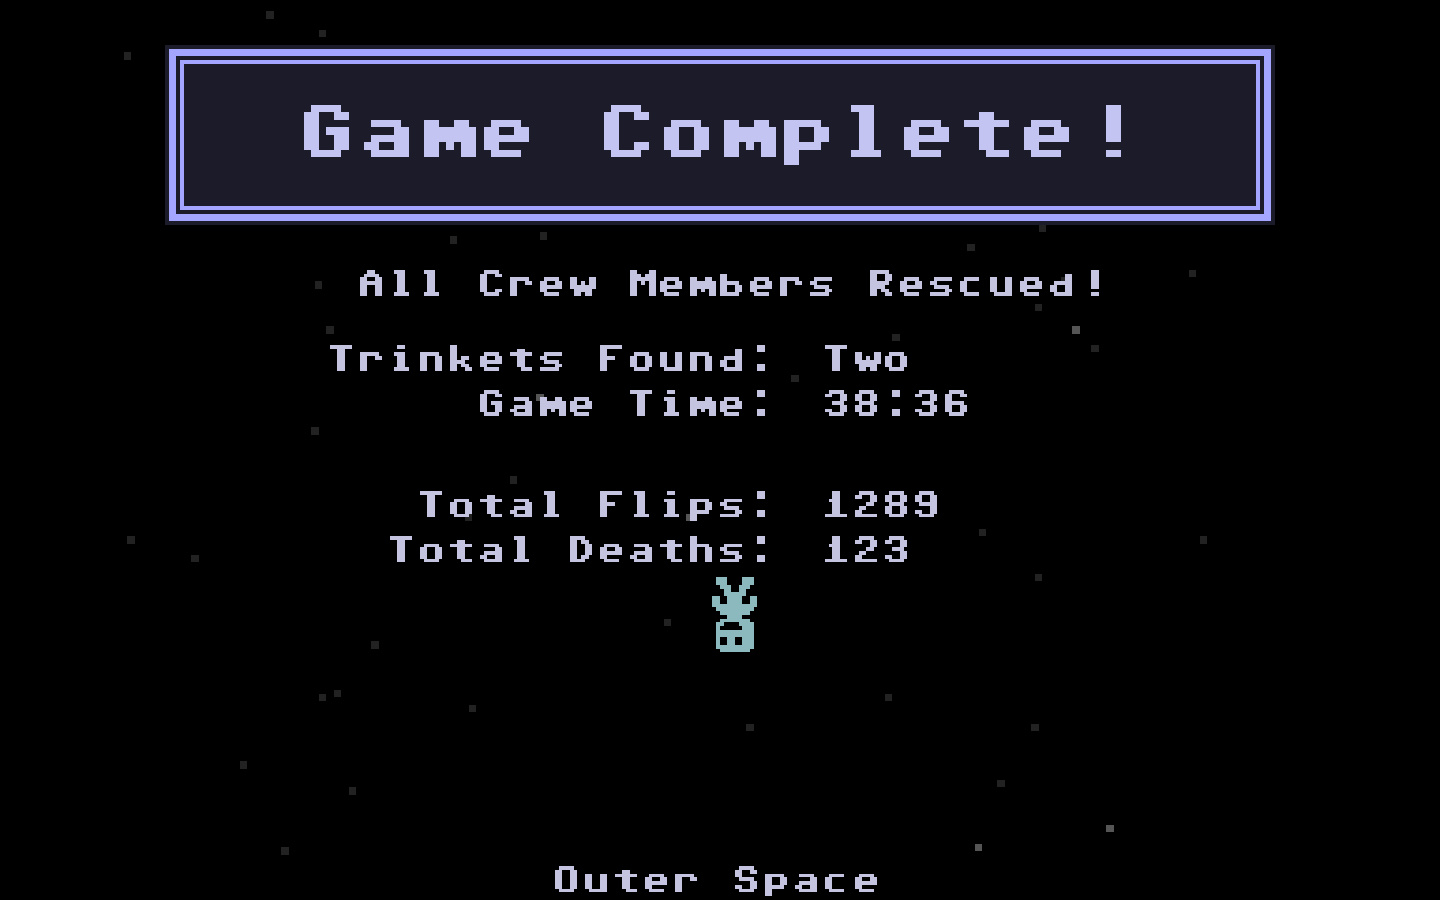 Game Complete!
All Crew Members Rescued!
Trinkets Found: Two
Game Time: 38:36
Total Flips: 1289
Total Deaths: 123
Outer Space